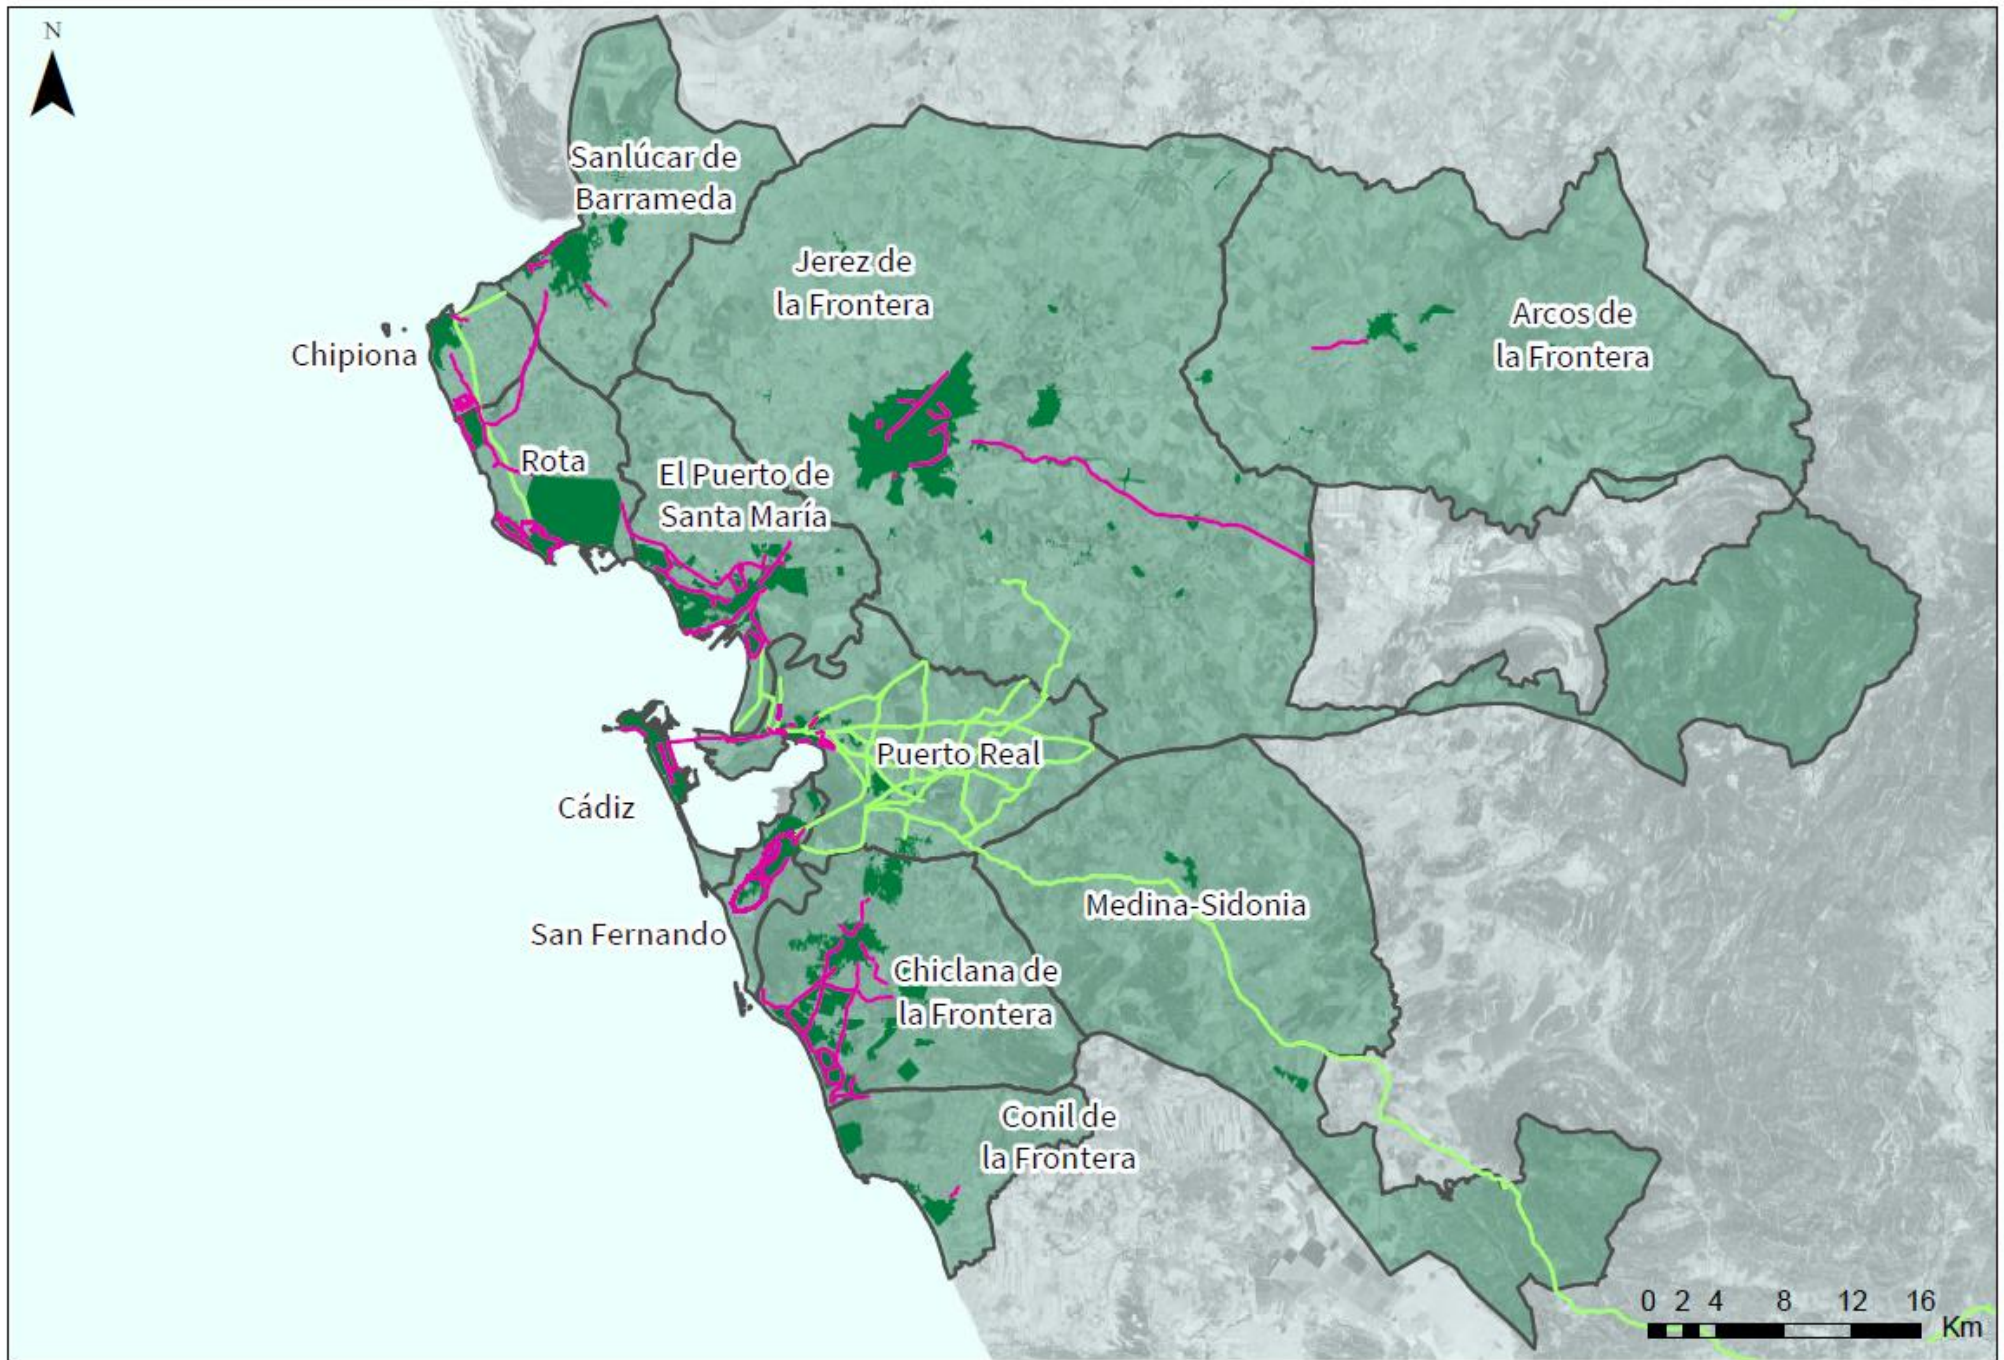 N
Sanlúcar de
Barrameda
Jerez de
la Frontera
Arcos de
la Frontera
Chipiona
Rota
El Puerto de
Santa María
Puerto Real
Cádiz
Medina-Sidonia
San Fernando
Chiclana de
la Frontera
Conil de
la Frontera
0 2 4 8 12 16
Km